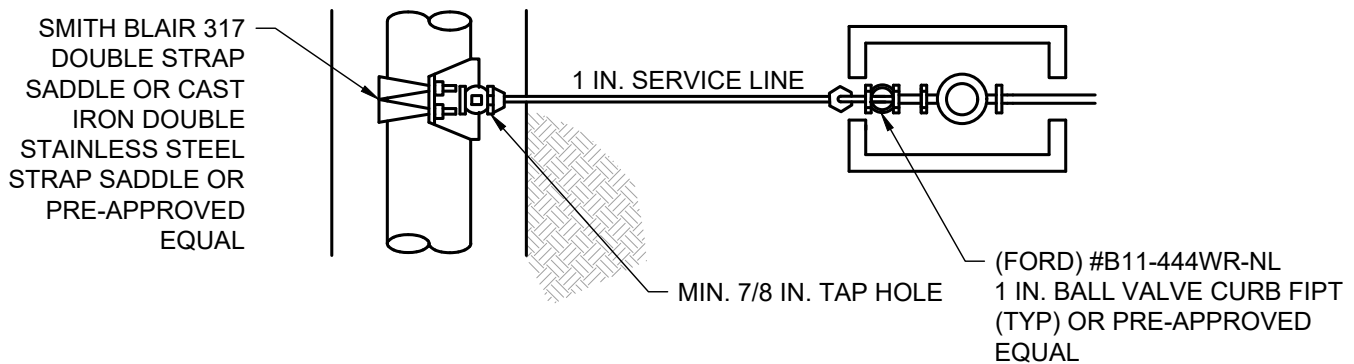 SMITH BLAIR 317
DOUBLE STRAP
SADDLE OR CAST
IRON DOUBLE
STAINLESS STEEL
STRAP SADDLE OR
PRE-APPROVED
EQUAL
1 IN. SERVICE LINE
MIN. 7/8 IN. TAP HOLE
(FORD) #B11-444WR-NL
1 IN. BALL VALVE CURB FIPT
(TYP) OR PRE-APPROVED
EQUAL